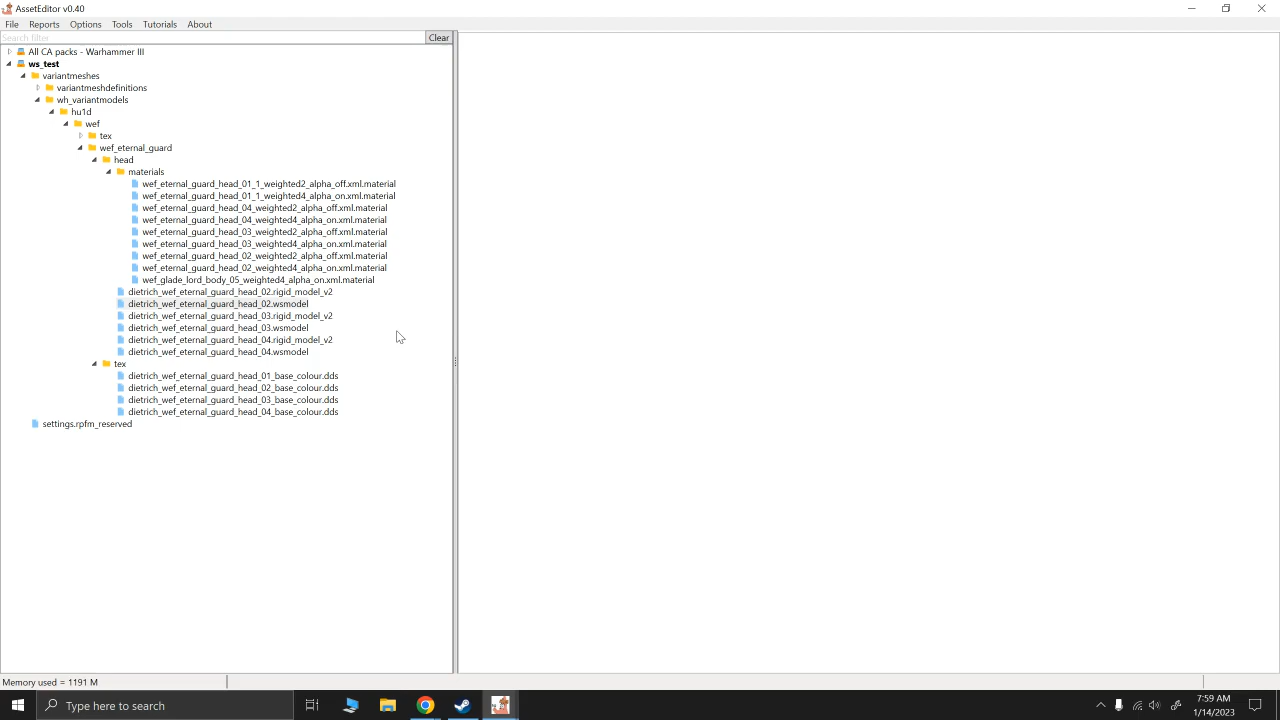 AssetEditor v0.40
File Reports Options Tools Tutorials About
Search filter Clear
All CA packs - Warhammer III
ws_test
variantmeshes
variantmeshdefinitions
wh_variantmodels
hu1d
wef
tex
wef_eternal_guard
head
materials
wef_eternal_guard_head_01_1_weighted2_alpha_off.xml.material
wef_eternal_guard_head_01_1_weighted4_alpha_on.xml.material
wef_eternal_guard_head_04_weighted2_alpha_off.xml.material
wef_eternal_guard_head_04_weighted4_alpha_on.xml.material
wef_eternal_guard_head_03_weighted2_alpha_off.xml.material
wef_eternal_guard_head_03_weighted4_alpha_on.xml.material
wef_eternal_guard_head_02_weighted2_alpha_off.xml.material
wef_eternal_guard_head_02_weighted4_alpha_on.xml.material
wef_glade_lord_body_05_weighted4_alpha_on.xml.material
dietrich_wef_eternal_guard_head_02.rigid_model_v2
dietrich_wef_eternal_guard_head_02.wsmodel
dietrich_wef_eternal_guard_head_03.rigid_model_v2
dietrich_wef_eternal_guard_head_03.wsmodel
dietrich_wef_eternal_guard_head_04.rigid_model_v2
dietrich_wef_eternal_guard_head_04.wsmodel
tex
dietrich_wef_eternal_guard_head_01_base_colour.dds
dietrich_wef_eternal_guard_head_02_base_colour.dds
dietrich_wef_eternal_guard_head_03_base_colour.dds
dietrich_wef_eternal_guard_head_04_base_colour.dds
settings.rpfm_reserved
Memory used = 1191 M
Type here to search
7:59 AM
1/14/2023